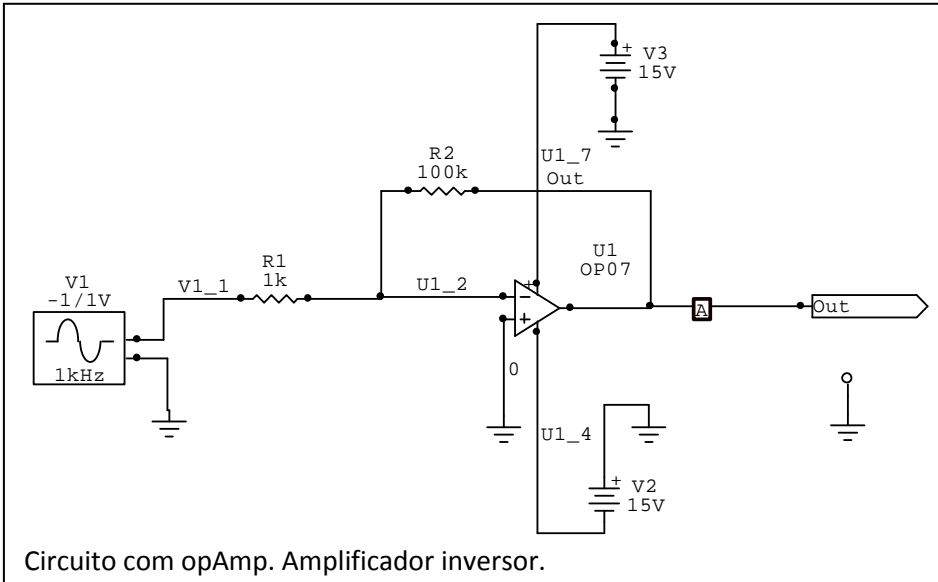 V3
15V
R2
100k
U1_7
Out
U1
OP07
R1
1k
V1
-1/1V
V1_1
U1_2
A
Out
1kHz
0
U1_4
V2
15V
Circuito com opAmp. Amplificador inversor.